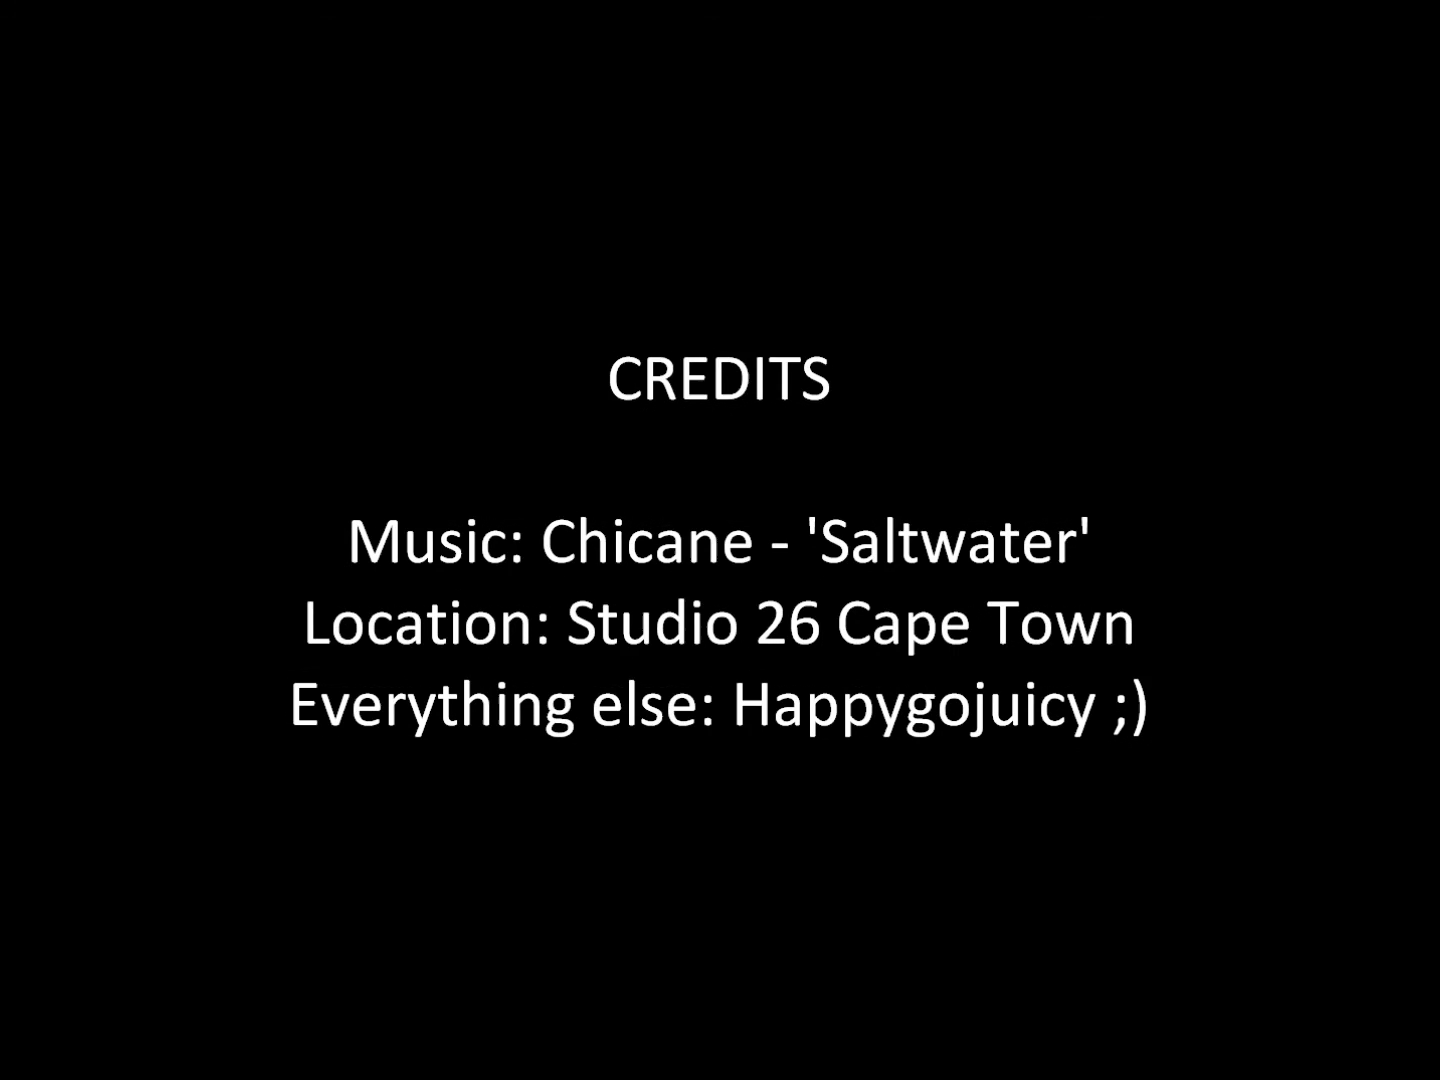 CREDITS
Music: Chicane - 'Saltwater'
Location: Studio 26 Cape Town
Everything else: Happygojuicy ;)